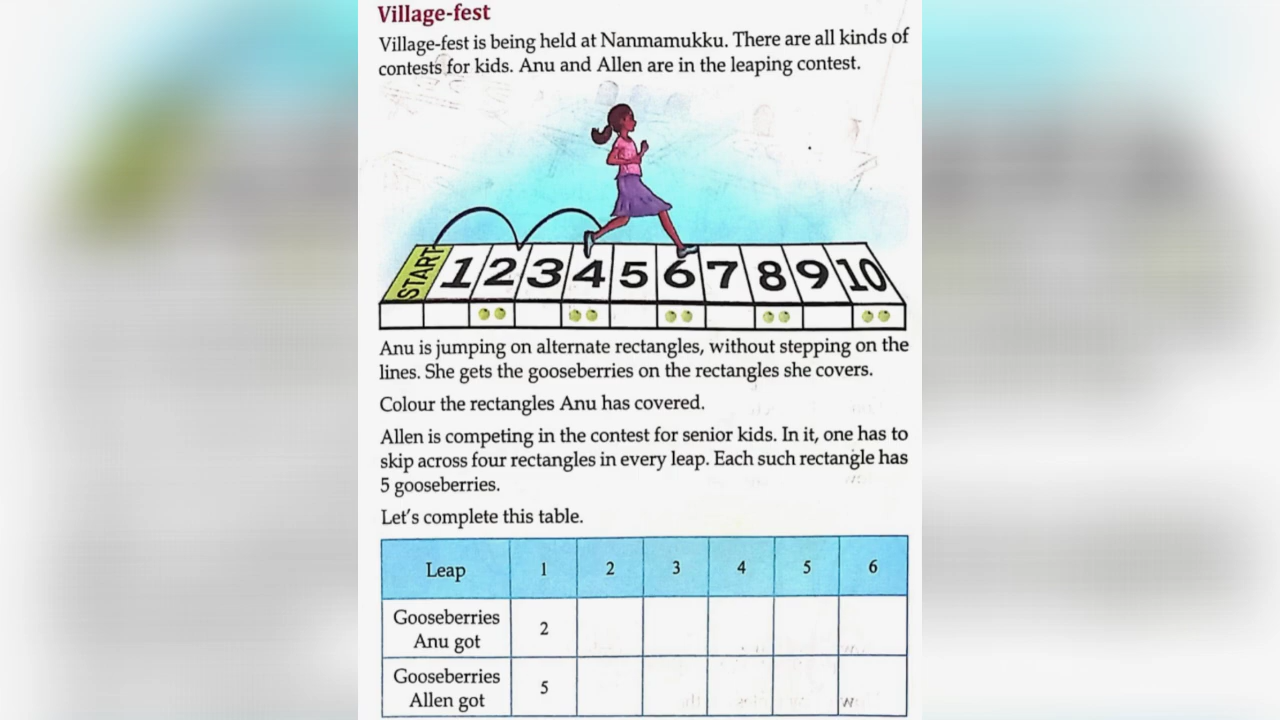 Village-fest
Village-fest is being held at Nanmamukku. There are all kinds of
contests for kids. Anu and Allen are in the leaping contest.
START 1 2 3 4 5 6 7 8 9 10
Anu is jumping on alternate rectangles, without stepping on the
lines. She gets the gooseberries on the rectangles she covers.
Colour the rectangles Anu has covered.
Allen is competing in the contest for senior kids. In it, one has to
skip across four rectangles in every leap. Each such rectangle has
5 gooseberries.
Let's complete this table.
Leap 1 2 3 4 5 6
Gooseberries
Anu got 2
Gooseberries
Allen got 5